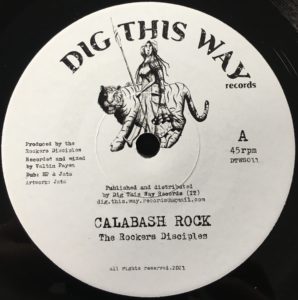 DIG THIS WAY
records
Produced by the
Rockers Disciples
Recorded and mixed
by Valtin Payen
Dub: NP & Jato
Artwork: Jato
A
45rpm
DTWS011
Published and distributed
by Dig This Way Records (IT)
dig.this.way.records@gmail.com
CALABASH ROCK
The Rockers Disciples
all rights reserved.2021